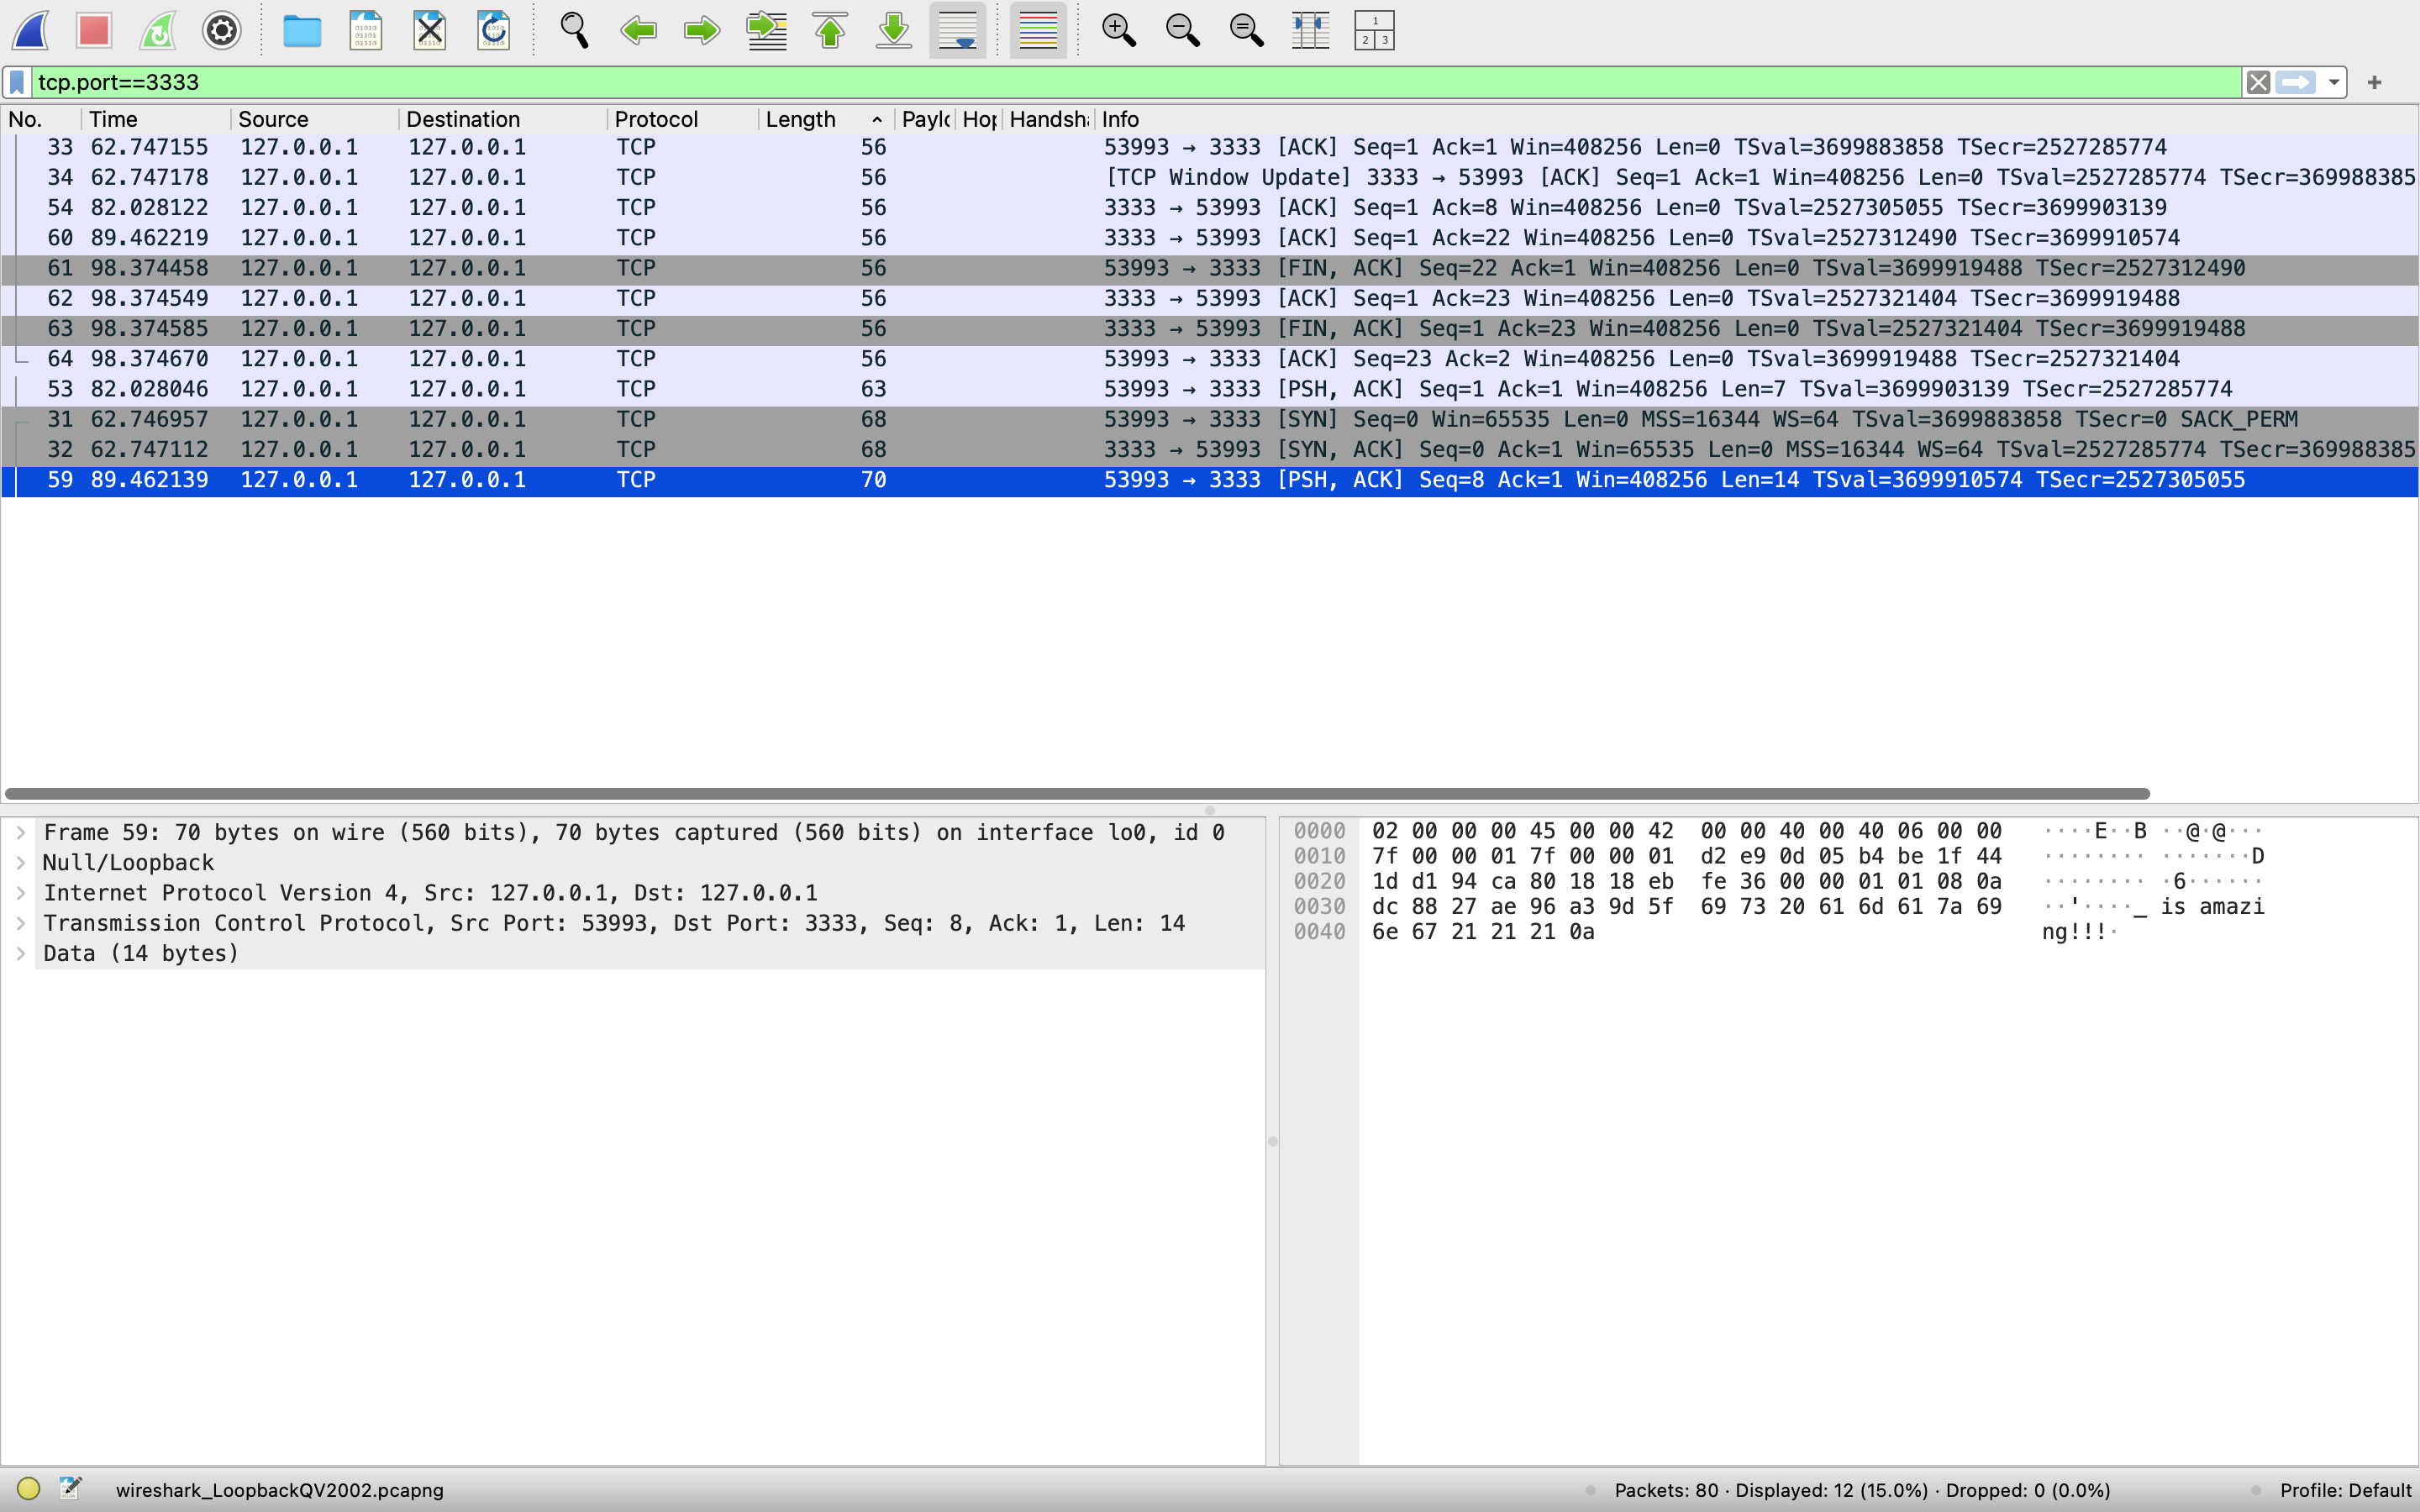 tcp.port==3333
No. Time Source Destination Protocol Length Paylo Hop Handsha Info
33 62.747155 127.0.0.1 127.0.0.1 TCP 56 53993 → 3333 [ACK] Seq=1 Ack=1 Win=408256 Len=0 TSval=3699883858 TSecr=2527285774
34 62.747178 127.0.0.1 127.0.0.1 TCP 56 [TCP Window Update] 3333 → 53993 [ACK] Seq=1 Ack=1 Win=408256 Len=0 TSval=2527285774 TSecr=369988385
54 82.028122 127.0.0.1 127.0.0.1 TCP 56 3333 → 53993 [ACK] Seq=1 Ack=8 Win=408256 Len=0 TSval=2527305055 TSecr=3699903139
60 89.462219 127.0.0.1 127.0.0.1 TCP 56 3333 → 53993 [ACK] Seq=1 Ack=22 Win=408256 Len=0 TSval=2527312490 TSecr=3699910574
61 98.374458 127.0.0.1 127.0.0.1 TCP 56 53993 → 3333 [FIN, ACK] Seq=22 Ack=1 Win=408256 Len=0 TSval=3699919488 TSecr=2527312490
62 98.374549 127.0.0.1 127.0.0.1 TCP 56 3333 → 53993 [ACK] Seq=1 Ack=23 Win=408256 Len=0 TSval=2527321404 TSecr=3699919488
63 98.374585 127.0.0.1 127.0.0.1 TCP 56 3333 → 53993 [FIN, ACK] Seq=1 Ack=23 Win=408256 Len=0 TSval=2527321404 TSecr=3699919488
64 98.374670 127.0.0.1 127.0.0.1 TCP 56 53993 → 3333 [ACK] Seq=23 Ack=2 Win=408256 Len=0 TSval=3699919488 TSecr=2527321404
53 82.028046 127.0.0.1 127.0.0.1 TCP 63 53993 → 3333 [PSH, ACK] Seq=1 Ack=1 Win=408256 Len=7 TSval=3699903139 TSecr=2527285774
31 62.746957 127.0.0.1 127.0.0.1 TCP 68 53993 → 3333 [SYN] Seq=0 Win=65535 Len=0 MSS=16344 WS=64 TSval=3699883858 TSecr=0 SACK_PERM
32 62.747112 127.0.0.1 127.0.0.1 TCP 68 3333 → 53993 [SYN, ACK] Seq=0 Ack=1 Win=65535 Len=0 MSS=16344 WS=64 TSval=2527285774 TSecr=369988385
59 89.462139 127.0.0.1 127.0.0.1 TCP 70 53993 → 3333 [PSH, ACK] Seq=8 Ack=1 Win=408256 Len=14 TSval=3699910574 TSecr=2527305055
Frame 59: 70 bytes on wire (560 bits), 70 bytes captured (560 bits) on interface lo0, id 0
Null/Loopback
Internet Protocol Version 4, Src: 127.0.0.1, Dst: 127.0.0.1
Transmission Control Protocol, Src Port: 53993, Dst Port: 3333, Seq: 8, Ack: 1, Len: 14
Data (14 bytes)
0000 02 00 00 00 45 00 00 42 00 00 40 00 40 06 00 00 ····E··B ··@·@···
0010 7f 00 00 01 7f 00 00 01 d2 e9 0d 05 b4 be 1f 44 ········ ·······D
0020 1d d1 94 ca 80 18 18 eb fe 36 00 00 01 01 08 0a ········ ·6······
0030 dc 88 27 ae 96 a3 9d 5f 69 73 20 61 6d 61 7a 69 ··'····_ is amazi
0040 6e 67 21 21 21 0a ng!!!·
wireshark_LoopbackQV2002.pcapng
Packets: 80 · Displayed: 12 (15.0%) · Dropped: 0 (0.0%)
Profile: Default